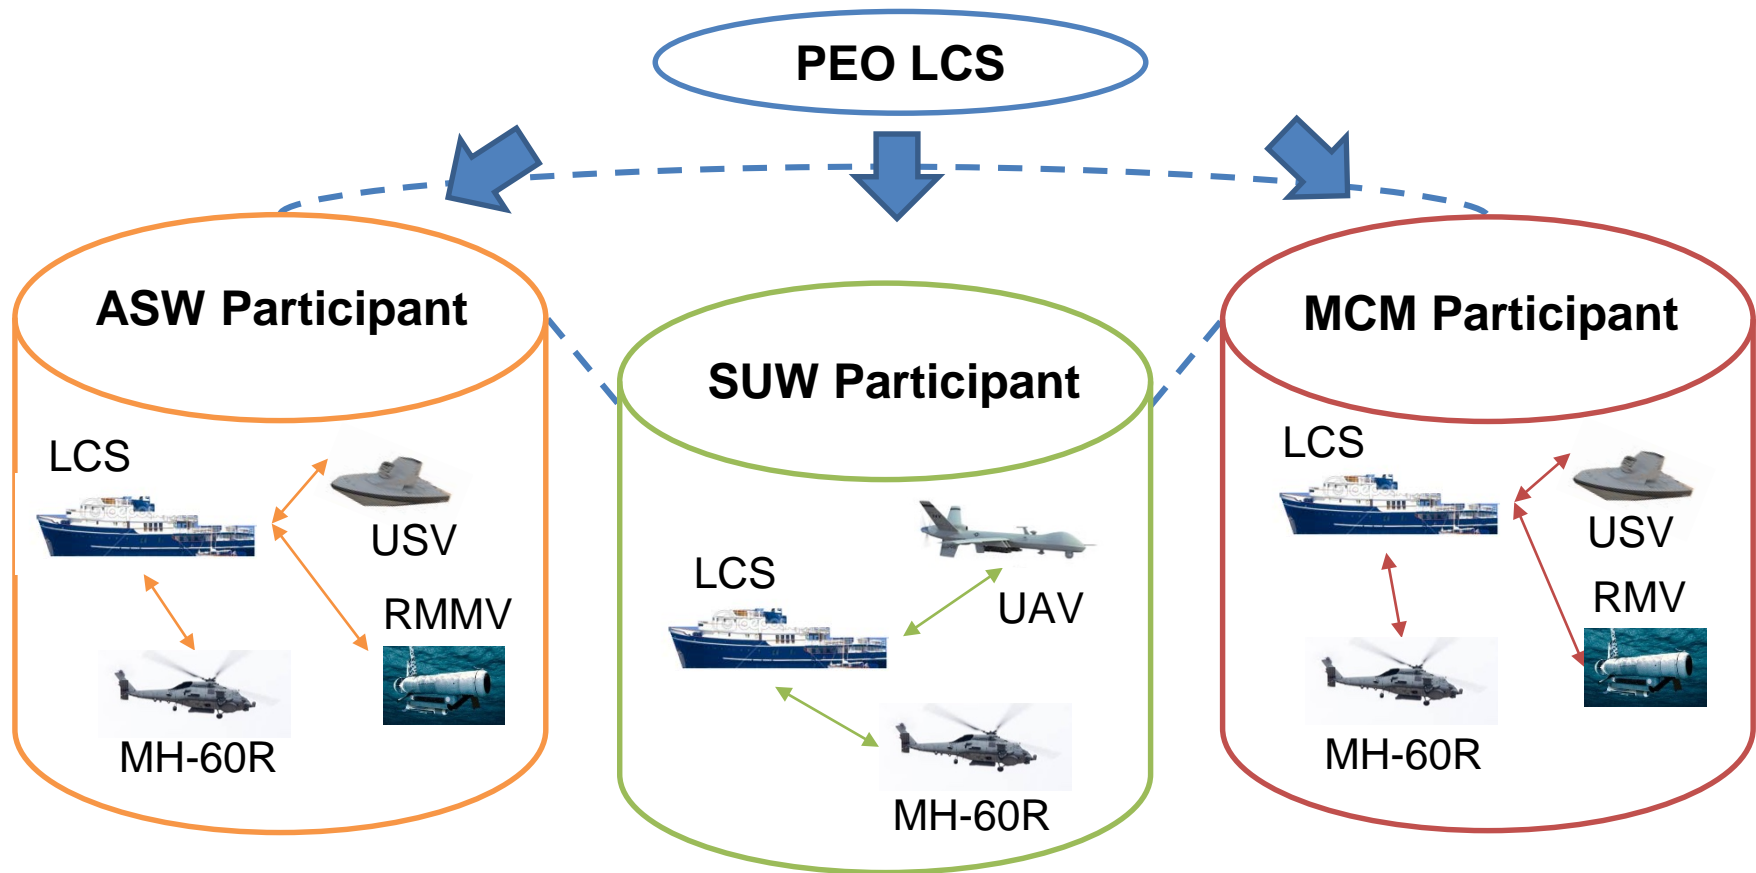 PEO LCS
ASW Participant
LCS
USV
RMMV
MH-60R
SUW Participant
LCS
UAV
MH-60R
MCM Participant
LCS
USV
RMV
MH-60R